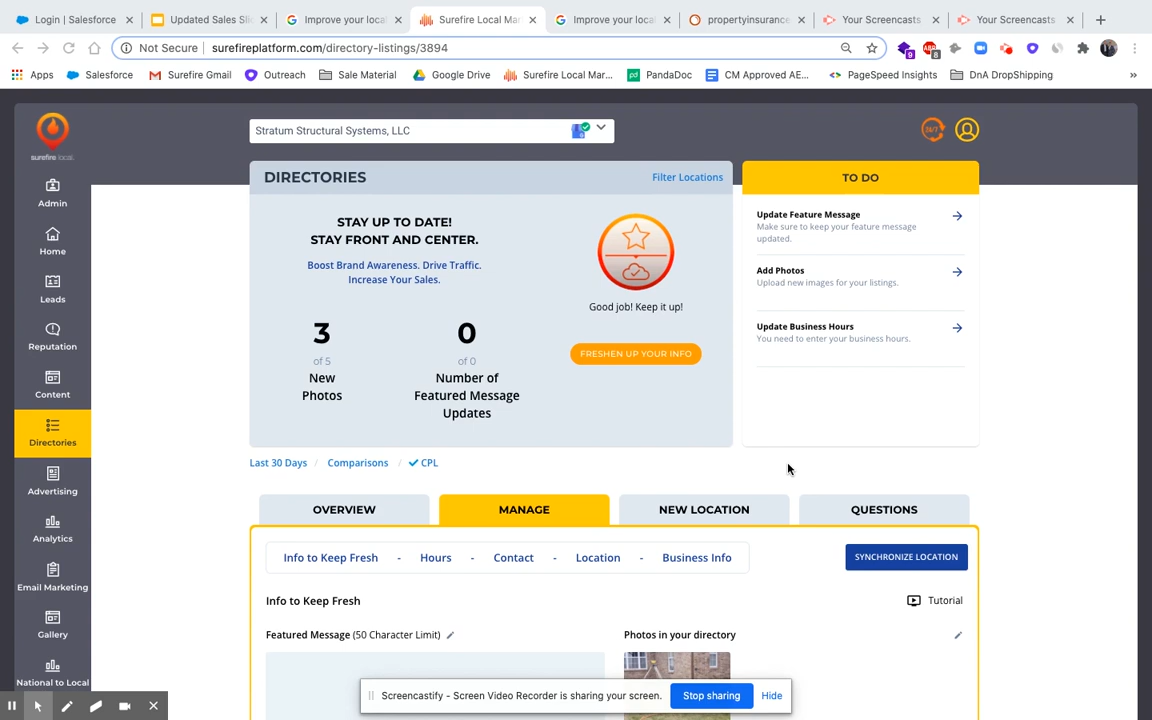 Login | Salesforce
Updated Sales Sli
Improve your local
Surefire Local Mar
Improve your local
propertyinsurance
Your Screencasts
Your Screencasts
Not Secure
surefireplatform.com/directory-listings/3894
9
8
Apps
Salesforce
Surefire Gmail
Outreach
Sale Material
Google Drive
Surefire Local Mar...
PandaDoc
CM Approved AE...
PageSpeed Insights
DnA DropShipping
»
surefire local.
Stratum Structural Systems, LLC
24/7
Admin
Home
Leads
Reputation
Content
Directories
Advertising
Analytics
Email Marketing
Gallery
National to Local
DIRECTORIES
Filter Locations
STAY UP TO DATE!
STAY FRONT AND CENTER.
Boost Brand Awareness. Drive Traffic.
Increase Your Sales.
3
of 5
New
Photos
0
of 0
Number of
Featured Message
Updates
Good job! Keep it up!
FRESHEN UP YOUR INFO
TO DO
Update Feature Message
Make sure to keep your feature message
updated.
Add Photos
Upload new images for your listings.
Update Business Hours
You need to enter your business hours.
Last 30 Days / Comparisons / CPL
OVERVIEW
MANAGE
NEW LOCATION
QUESTIONS
Info to Keep Fresh - Hours - Contact - Location - Business Info
SYNCHRONIZE LOCATION
Info to Keep Fresh
Tutorial
Featured Message (50 Character Limit)
Photos in your directory
Screencastify - Screen Video Recorder is sharing your screen.
Stop sharing
Hide